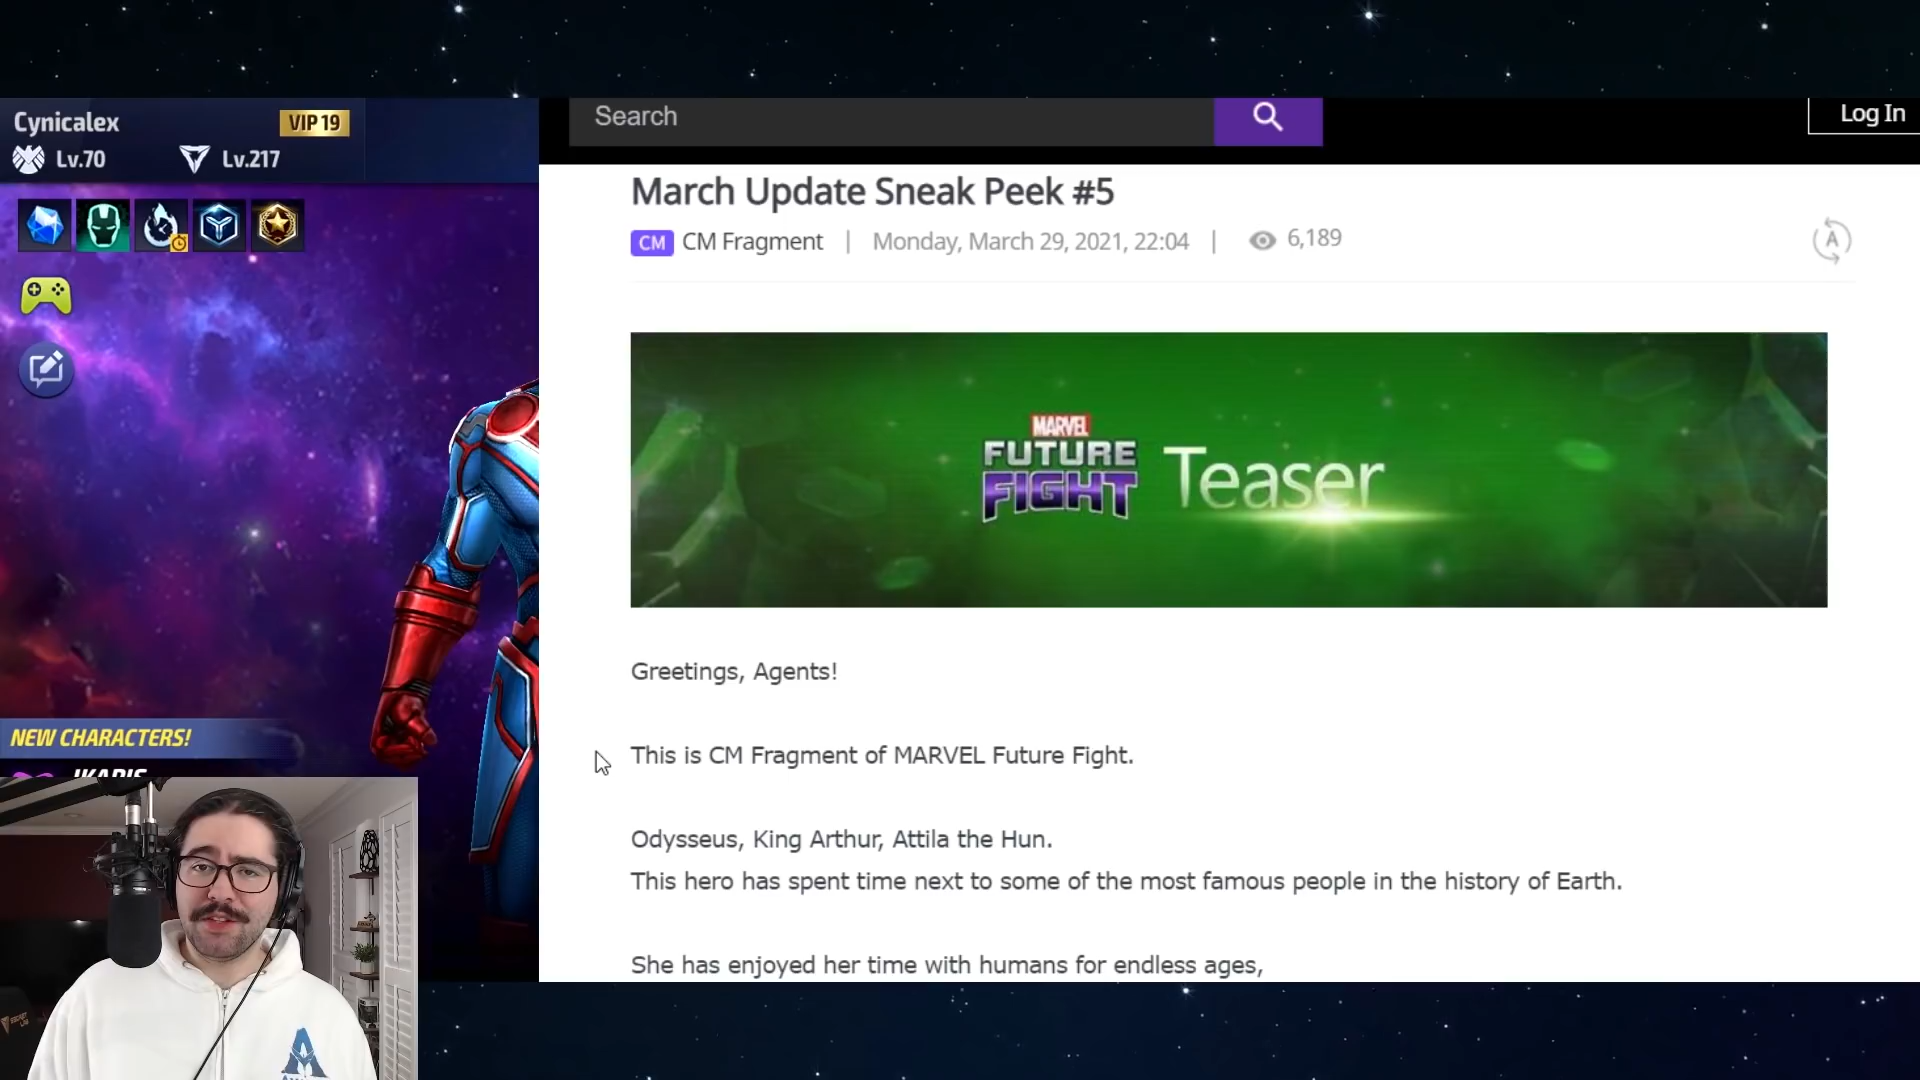 Cynicalex
VIP 19
Lv.70
Lv.217
NEW CHARACTERS!
IKARIS
Search
Log In
March Update Sneak Peek #5
CM CM Fragment | Monday, March 29, 2021, 22:04 | 6,189
A
MARVEL
FUTURE
FIGHT
Teaser
Greetings, Agents!
This is CM Fragment of MARVEL Future Fight.
Odysseus, King Arthur, Attila the Hun.
This hero has spent time next to some of the most famous people in the history of Earth.
She has enjoyed her time with humans for endless ages,